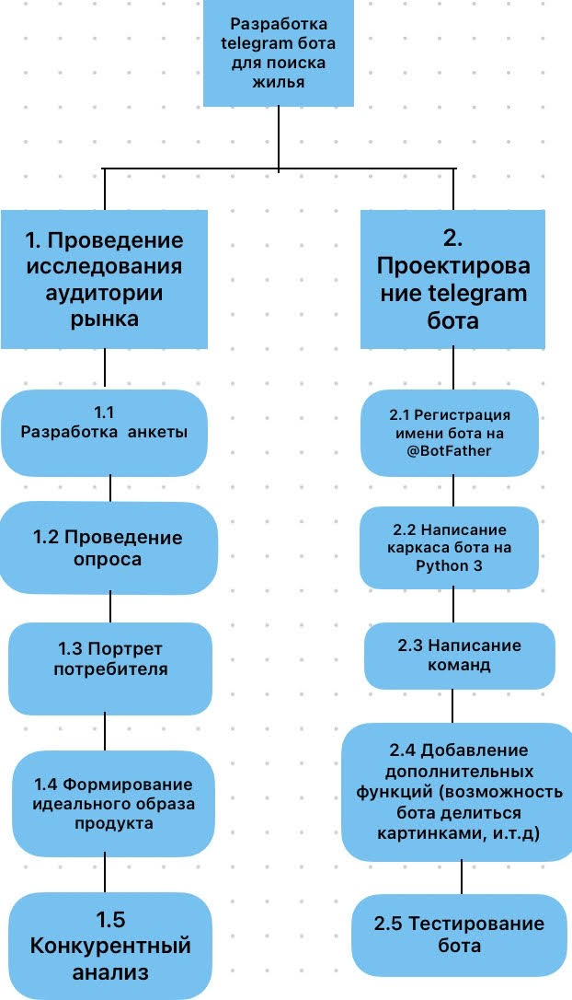 Разработка
telegram бота
для поиска
жилья
1. Проведение
исследования
аудитории
рынка
1.1
Разработка анкеты
1.2 Проведение
опроса
1.3 Портрет
потребителя
1.4 Формирование
идеального образа
продукта
1.5
Конкурентный
анализ
2.
Проектирова
ние telegram
бота
2.1 Регистрация
имени бота на
@BotFather
2.2 Написание
каркаса бота на
Python 3
2.3 Написание
команд
2.4 Добавление
дополнительных
функций (возможность
бота делиться
картинками, и.т.д)
2.5 Тестирование
бота